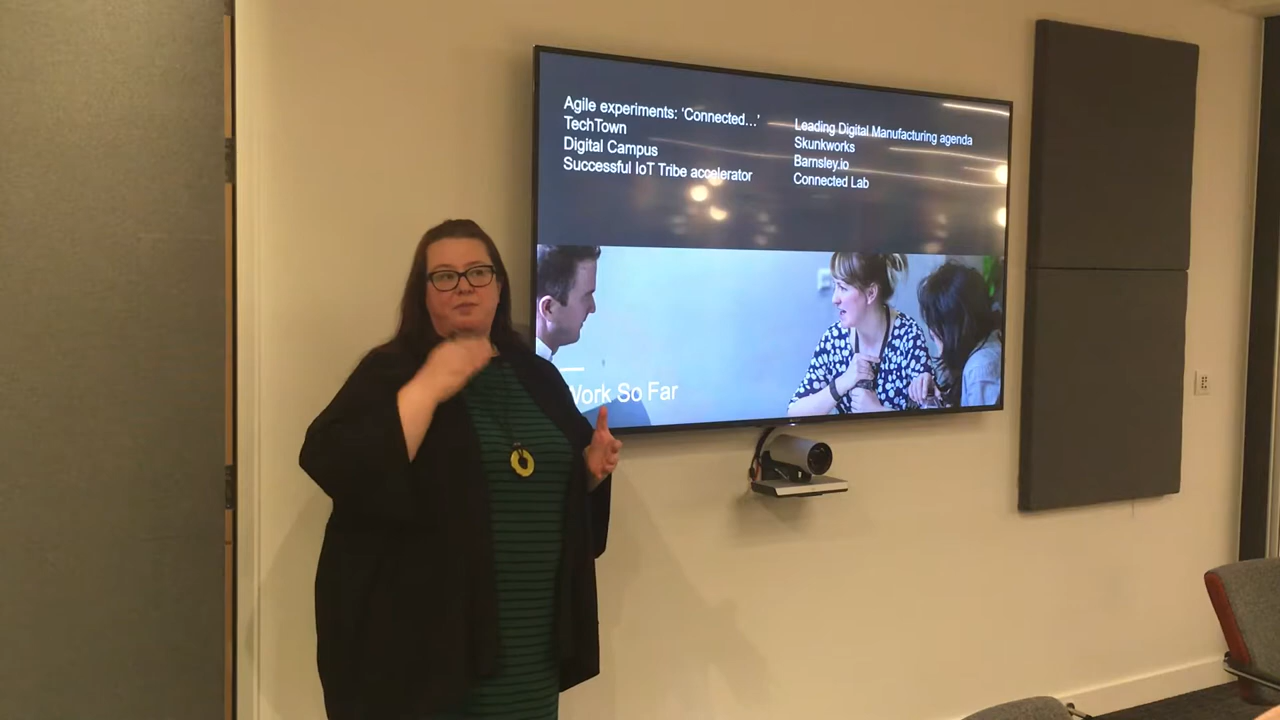 Agile experiments: ‘Connected...’
TechTown
Digital Campus
Successful IoT Tribe accelerator
Leading Digital Manufacturing agenda
Skunkworks
Barnsley.io
Connected Lab
Work So Far